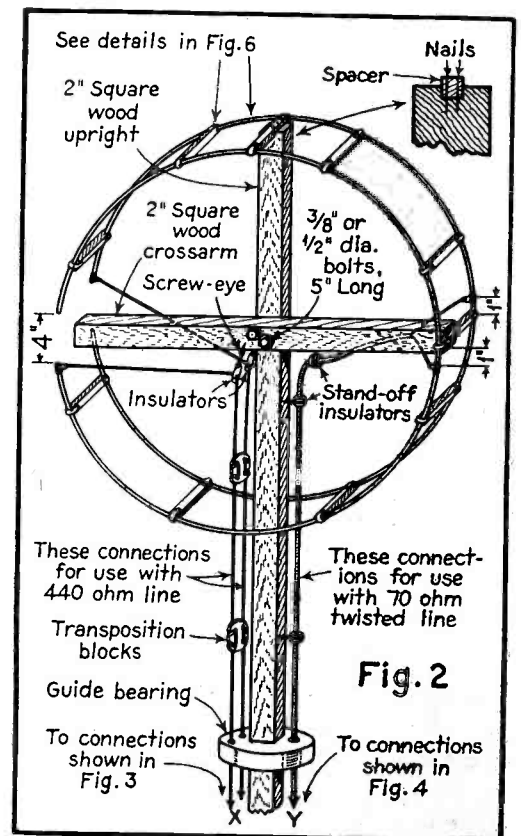 See details in Fig.6
Nails
Spacer
2" Square
wood
upright
2" Square
wood
crossarm
3/8" or
1/2" dia.
bolts,
5" Long
Screw-eye
4"
1"
1"
Insulators
Stand-off
insulators
These connections
for use with
440 ohm line
These connect-
ions for use
with 70 ohm
twisted line
Transposition
blocks
Fig. 2
Guide bearing
To connections
shown in
Fig. 3
To connections
shown in
Fig. 4
X
Y